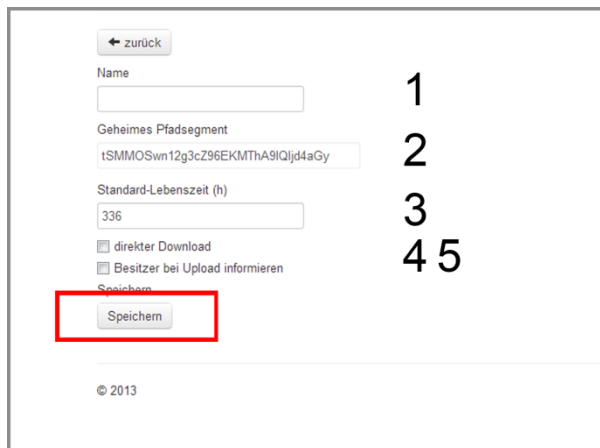 zurück
Name
1
Geheimes Pfadsegment
tSMMOSwn12g3cZ96EKMThA9IQIjd4aGy
2
Standard-Lebenszeit (h)
336
3
direkter Download
4 5
Besitzer bei Upload informieren
Speichern
Speichern
© 2013